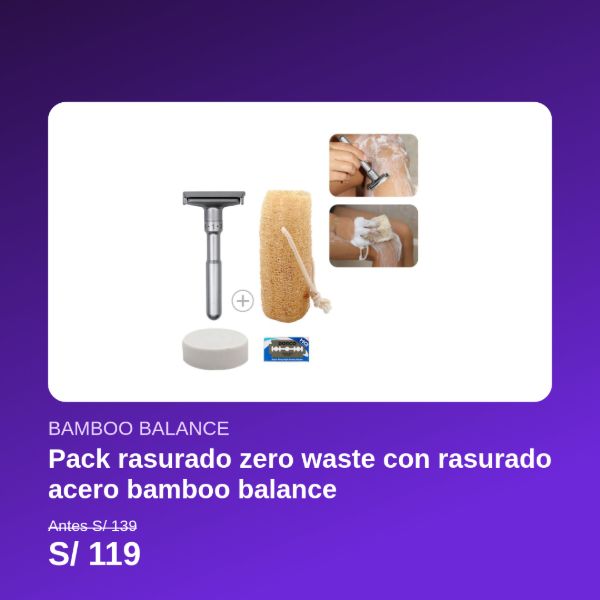 BAMBOO BALANCE
Pack rasurado zero waste con rasurado
acero bamboo balance
Antes S/ 139
S/ 119